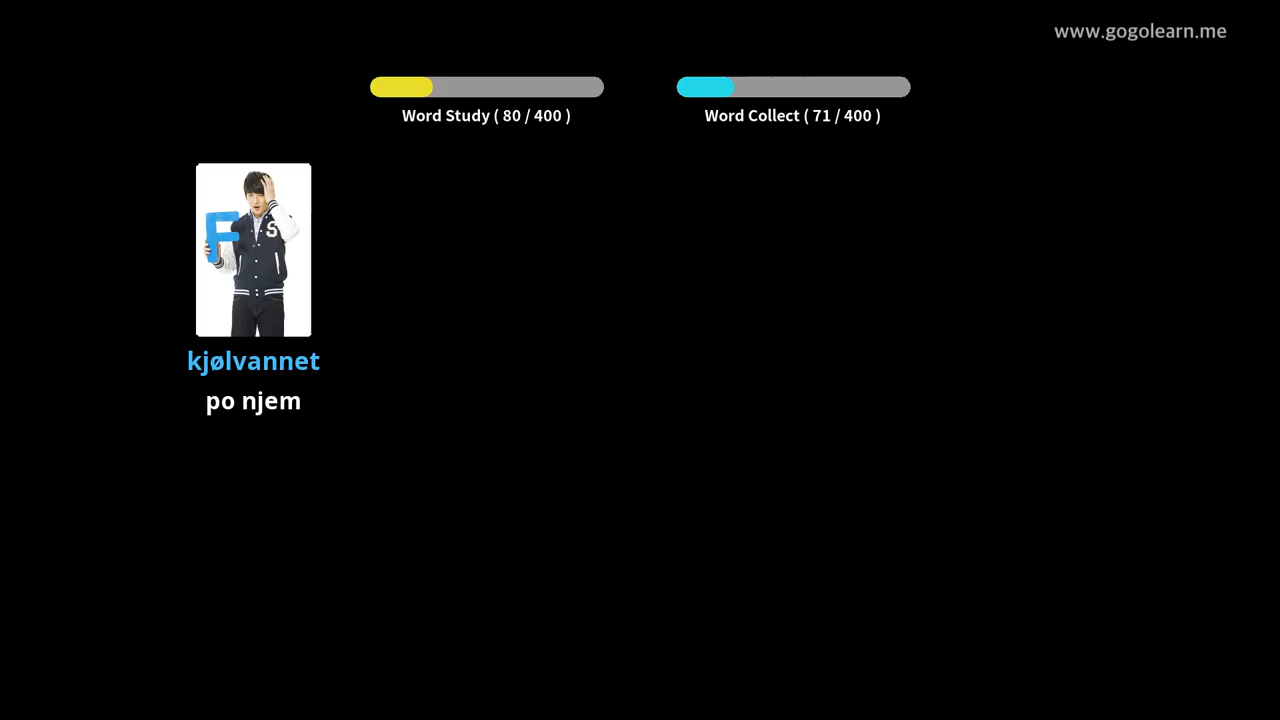 www.gogolearn.me
Word Study ( 80 / 400 )
Word Collect ( 71 / 400 )
F
S
kjølvannet
po njem